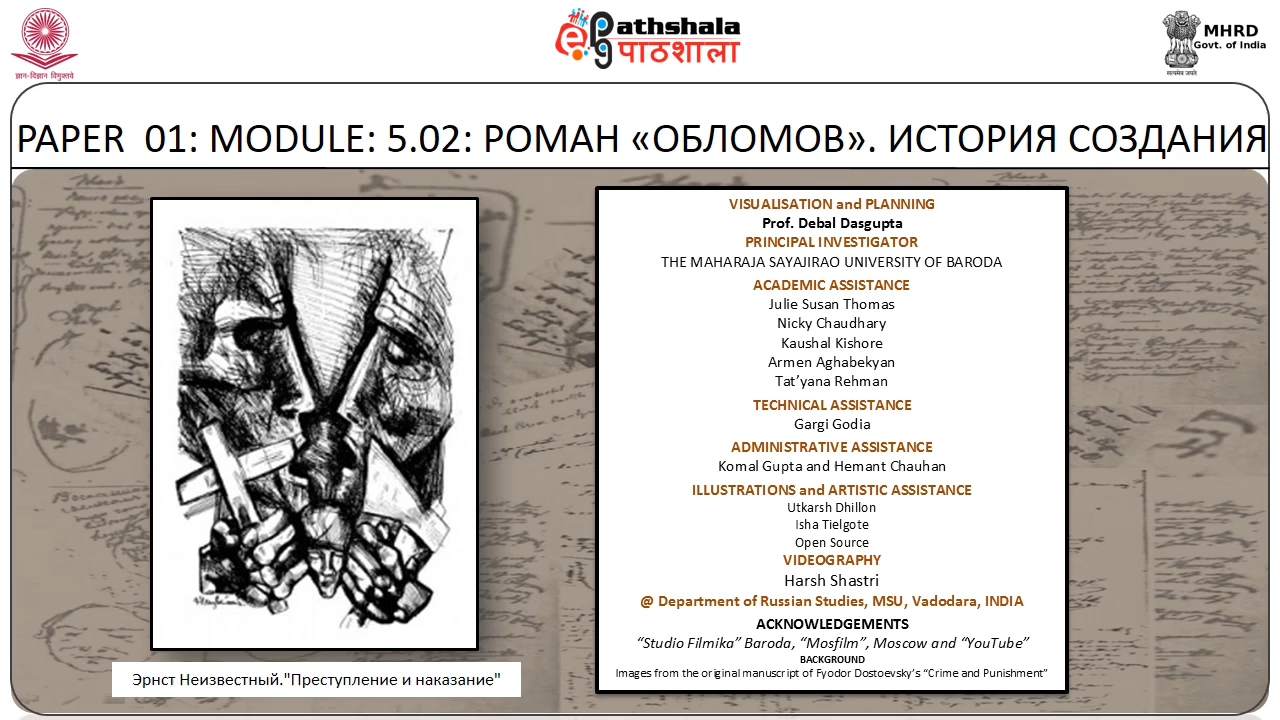 ज्ञान-विज्ञान विमुक्तये
ePathshala
पाठशाला
MHRD
Govt. of India
सत्यमेव जयते
PAPER 01: MODULE: 5.02: РОМАН «ОБЛОМОВ». ИСТОРИЯ СОЗДАНИЯ
Эрнст Неизвестный."Преступление и наказание"
VISUALISATION and PLANNING
Prof. Debal Dasgupta
PRINCIPAL INVESTIGATOR
THE MAHARAJA SAYAJIRAO UNIVERSITY OF BARODA
ACADEMIC ASSISTANCE
Julie Susan Thomas
Nicky Chaudhary
Kaushal Kishore
Armen Aghabekyan
Tat’yana Rehman
TECHNICAL ASSISTANCE
Gargi Godia
ADMINISTRATIVE ASSISTANCE
Komal Gupta and Hemant Chauhan
ILLUSTRATIONS and ARTISTIC ASSISTANCE
Utkarsh Dhillon
Isha Tielgote
Open Source
VIDEOGRAPHY
Harsh Shastri
@ Department of Russian Studies, MSU, Vadodara, INDIA
ACKNOWLEDGEMENTS
“Studio Filmika” Baroda, “Mosfilm”, Moscow and “YouTube”
BACKGROUND
Images from the original manuscript of Fyodor Dostoevsky’s “Crime and Punishment”